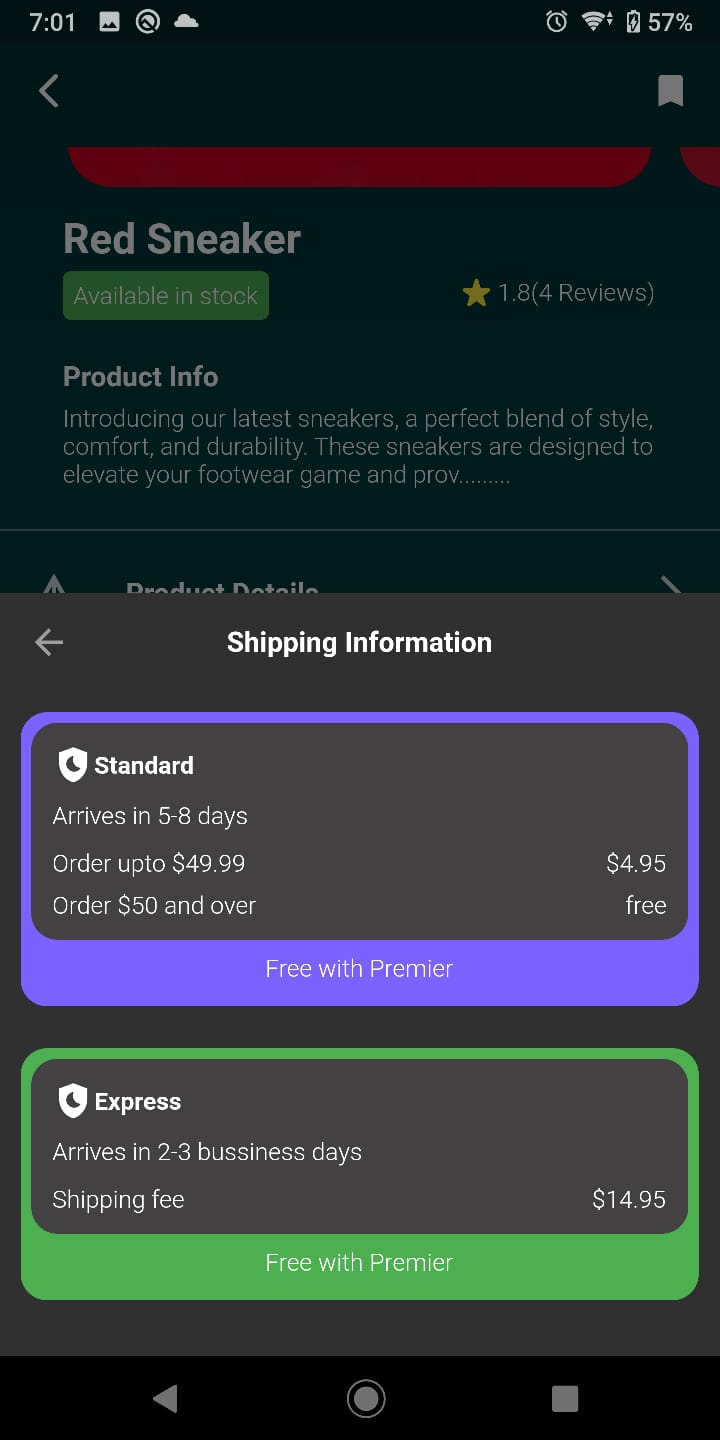 7:01
57%
Red Sneaker
Available in stock
1.8(4 Reviews)
Product Info
Introducing our latest sneakers, a perfect blend of style,
comfort, and durability. These sneakers are designed to
elevate your footwear game and prov.........
Product Details
Shipping Information
Standard
Arrives in 5-8 days
Order upto $49.99 $4.95
Order $50 and over free
Free with Premier
Express
Arrives in 2-3 bussiness days
Shipping fee $14.95
Free with Premier